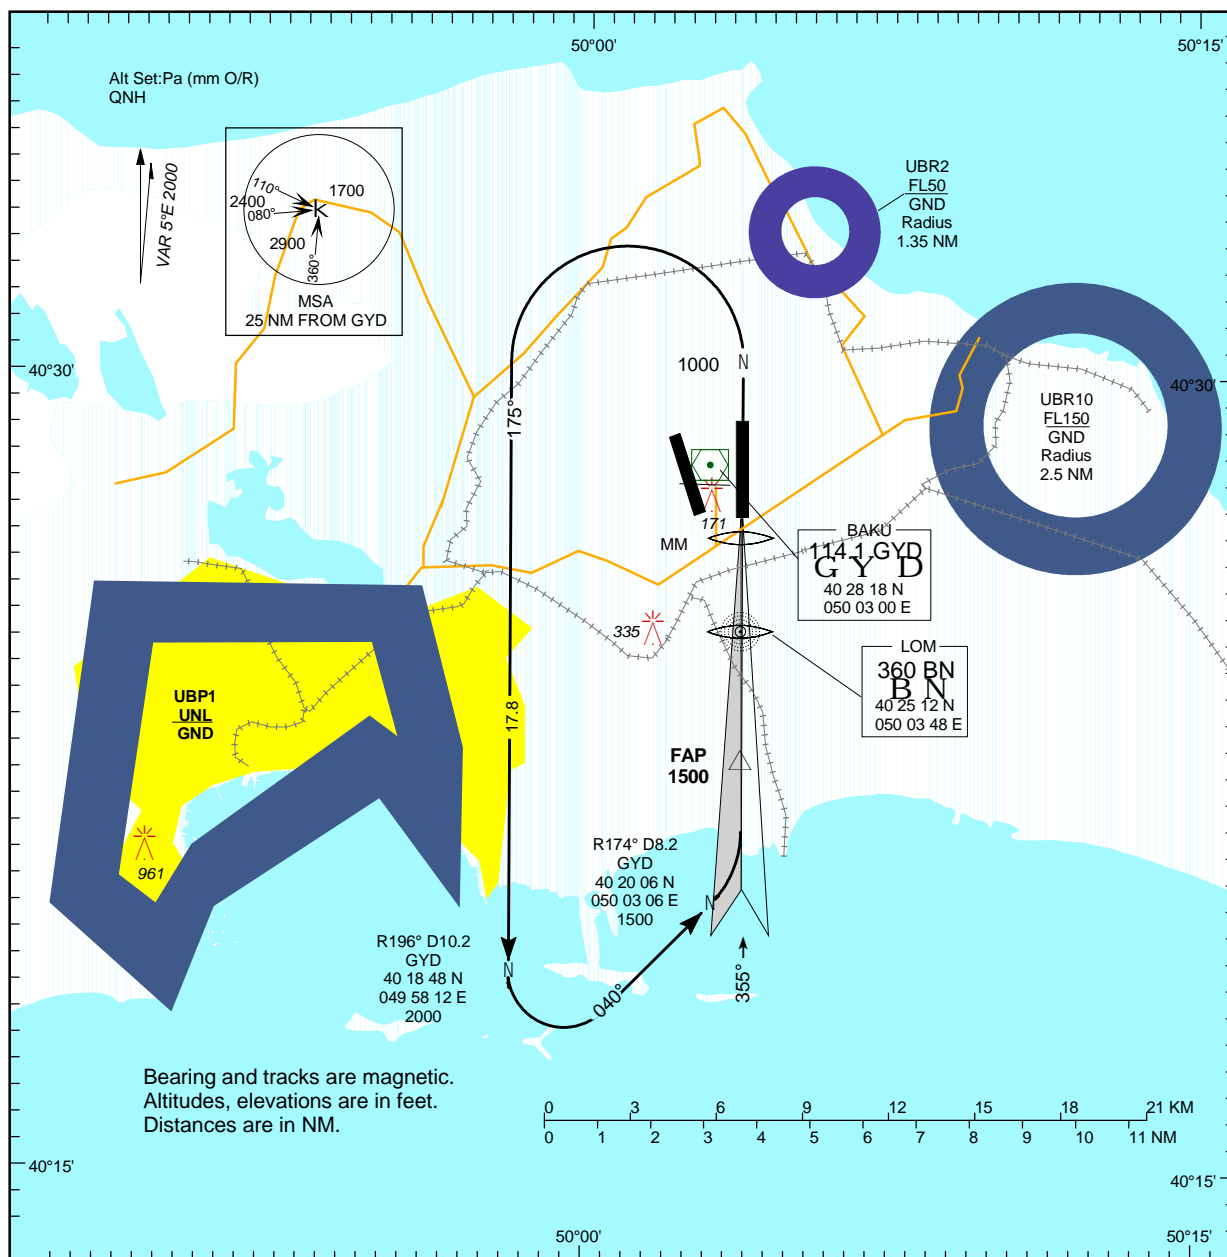 50°00'
50°15'
Alt Set:Pa (mm O/R)
QNH
VAR 5°E 2000
110°
1700
2400
080°
K
2900
360°
MSA
25 NM FROM GYD
UBR2
FL50
GND
Radius
1.35 NM
40°30'
40°30'
1000
N
175°
UBR10
FL150
GND
Radius
2.5 NM
171
MM
BAKU
114.1 GYD
G Y D
40 28 18 N
050 03 00 E
335
LOM
360 BN
B N
40 25 12 N
050 03 48 E
UBP1
UNL
GND
17.8
FAP
1500
961
R174° D8.2
GYD
40 20 06 N
050 03 06 E
1500
N
R196° D10.2
GYD
40 18 48 N
049 58 12 E
2000
N
040°
355°
Bearing and tracks are magnetic.
Altitudes, elevations are in feet.
Distances are in NM.
0 3 6 9 12 15 18 21 KM
0 1 2 3 4 5 6 7 8 9 10 11 NM
40°15'
40°15'
50°00'
50°15'